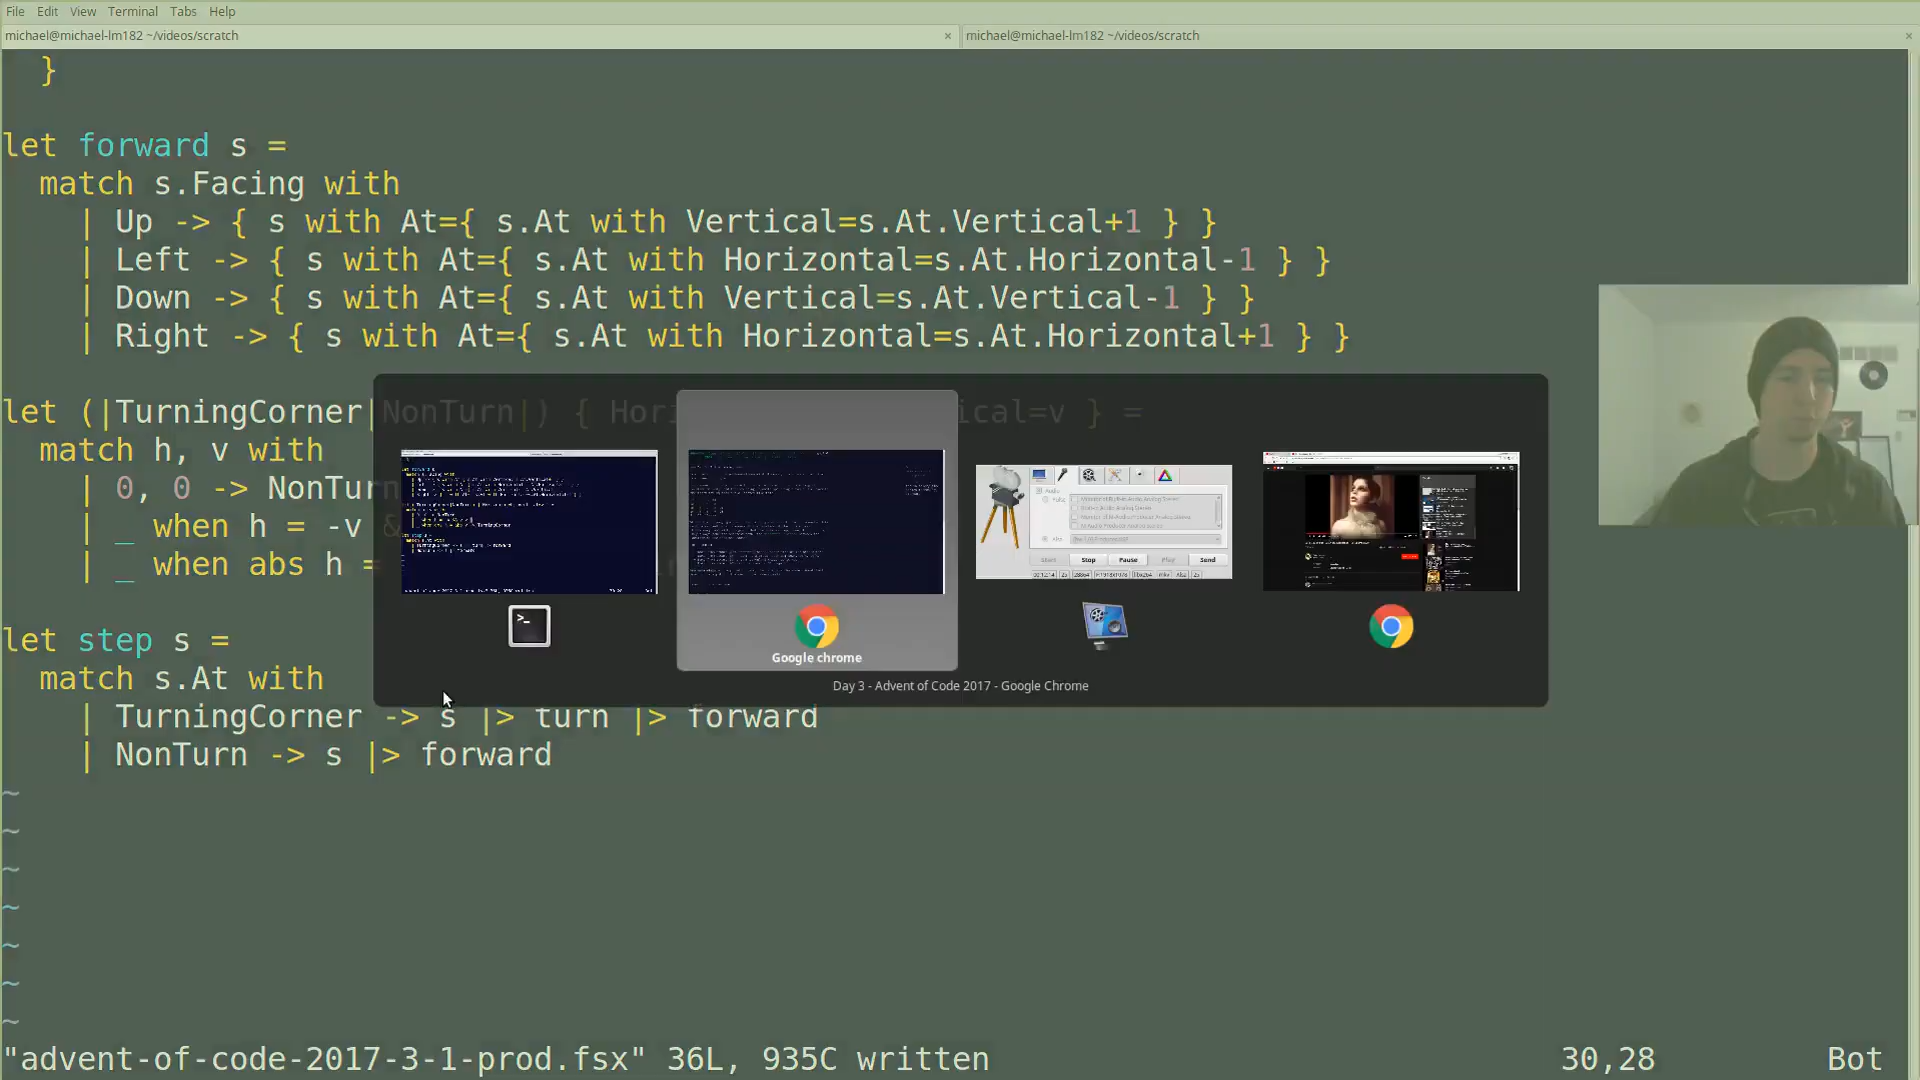 File Edit View Terminal Tabs Help
michael@michael-lm182 ~/videos/scratch × michael@michael-lm182 ~/videos/scratch ×
}
let forward s =
match s.Facing with
| Up -> { s with At={ s.At with Vertical=s.At.Vertical+1 } }
| Left -> { s with At={ s.At with Horizontal=s.At.Horizontal-1 } }
| Down -> { s with At={ s.At with Vertical=s.At.Vertical-1 } }
| Right -> { s with At={ s.At with Horizontal=s.At.Horizontal+1 } }
let (|TurningCorner|NonTurn|) { Hori ical=v } =
match h, v with
| 0, 0 -> NonTurn
| _ when h = -v &
| _ when abs h =
Stop Pause Send
>_
Google chrome
Day 3 - Advent of Code 2017 - Google Chrome
let step s =
match s.At with
| TurningCorner -> s |> turn |> forward
| NonTurn -> s |> forward
~
~
~
~
~
~
~
"advent-of-code-2017-3-1-prod.fsx" 36L, 935C written 30,28 Bot